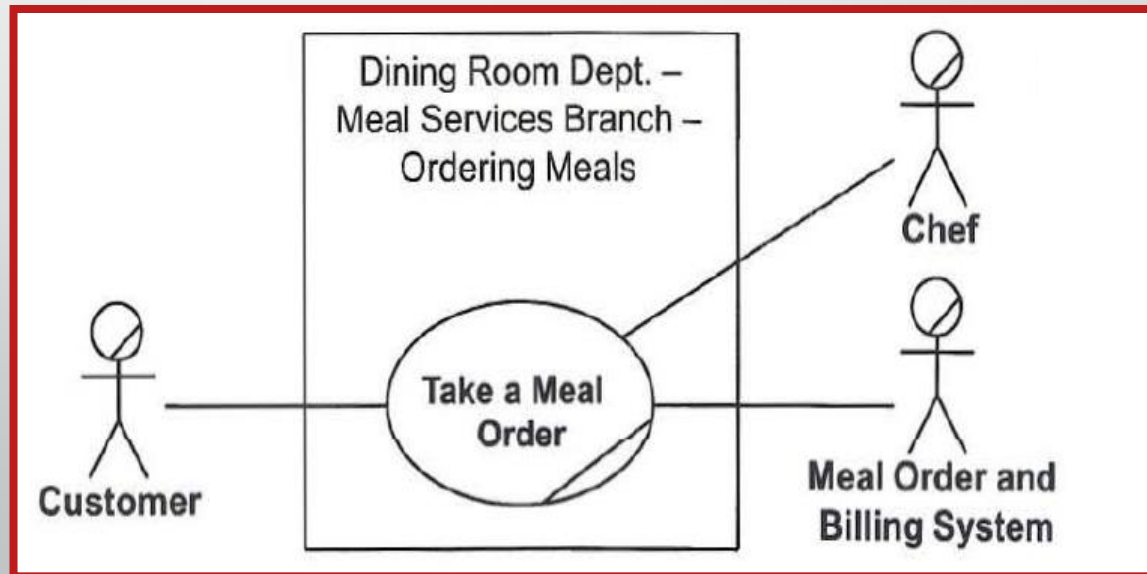 Dining Room Dept. –
Meal Services Branch –
Ordering Meals
Chef
Take a Meal
Order
Customer
Meal Order and
Billing System